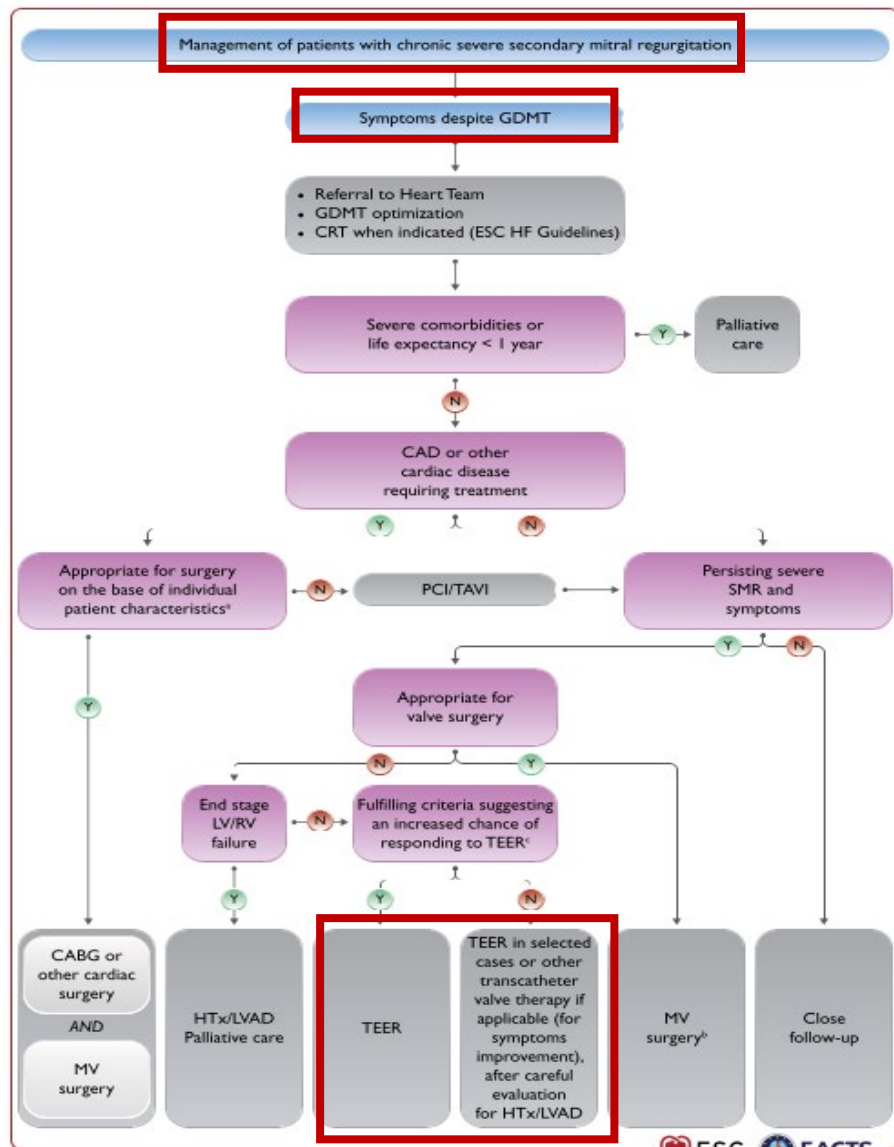 Management of patients with chronic severe secondary mitral regurgitation
Symptoms despite GDMT
• Referral to Heart Team
• GDMT optimization
• CRT when indicated (ESC HF Guidelines)
Severe comorbidities or
life expectancy < 1 year
Y
Palliative
care
N
CAD or other
cardiac disease
requiring treatment
Y
N
Appropriate for surgery
on the base of individual
patient characteristicsᵃ
N
PCI/TAVI
Persisting severe
SMR and
symptoms
Y
N
Y
Appropriate for
valve surgery
N
Y
End stage
LV/RV
failure
N
Fulfilling criteria suggesting
an increased chance of
responding to TEERᶜ
Y
Y
N
CABG or
other cardiac
surgery
AND
MV
surgery
HTx/LVAD
Palliative care
TEER
TEER in selected
cases or other
transcatheter
valve therapy if
applicable (for
symptoms
improvement),
after careful
evaluation
for HTx/LVAD
MV
surgeryᵇ
Close
follow-up
ESC
EACTS